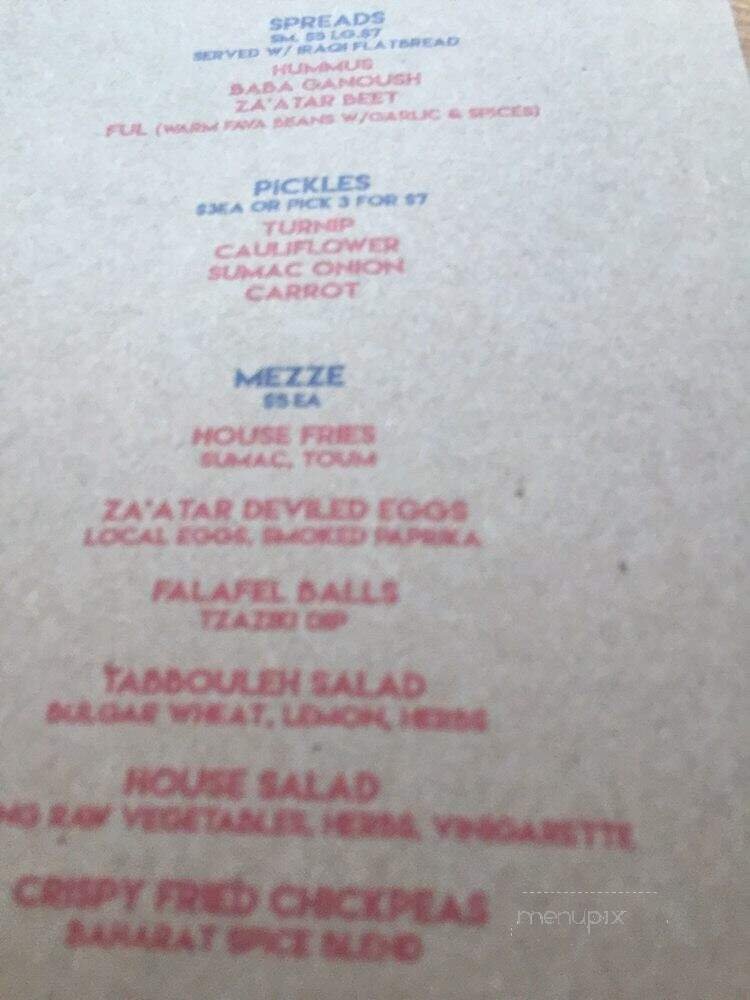 SPREADS
SM. $5 LG.$7
SERVED W/ IRAQI FLATBREAD
HUMMUS
BABA GANOUSH
ZA'ATAR BEET
FUL (WARM FAVA BEANS W/GARLIC & SPICES)
PICKLES
$3EA OR PICK 3 FOR $7
TURNIP
CAULIFLOWER
SUMAC ONION
CARROT
MEZZE
$5 EA
HOUSE FRIES
SUMAC, TOUM
ZA'ATAR DEVILED EGGS
LOCAL EGGS, SMOKED PAPRIKA
FALAFEL BALLS
TZAZIKI DIP
TABBOULEH SALAD
BULGAR WHEAT, LEMON, HERBS
HOUSE SALAD
RAW VEGETABLES, HERBS, VINIGARETTE
CRISPY FRIED CHICKPEAS
BAHARAT SPICE BLEND
menupix